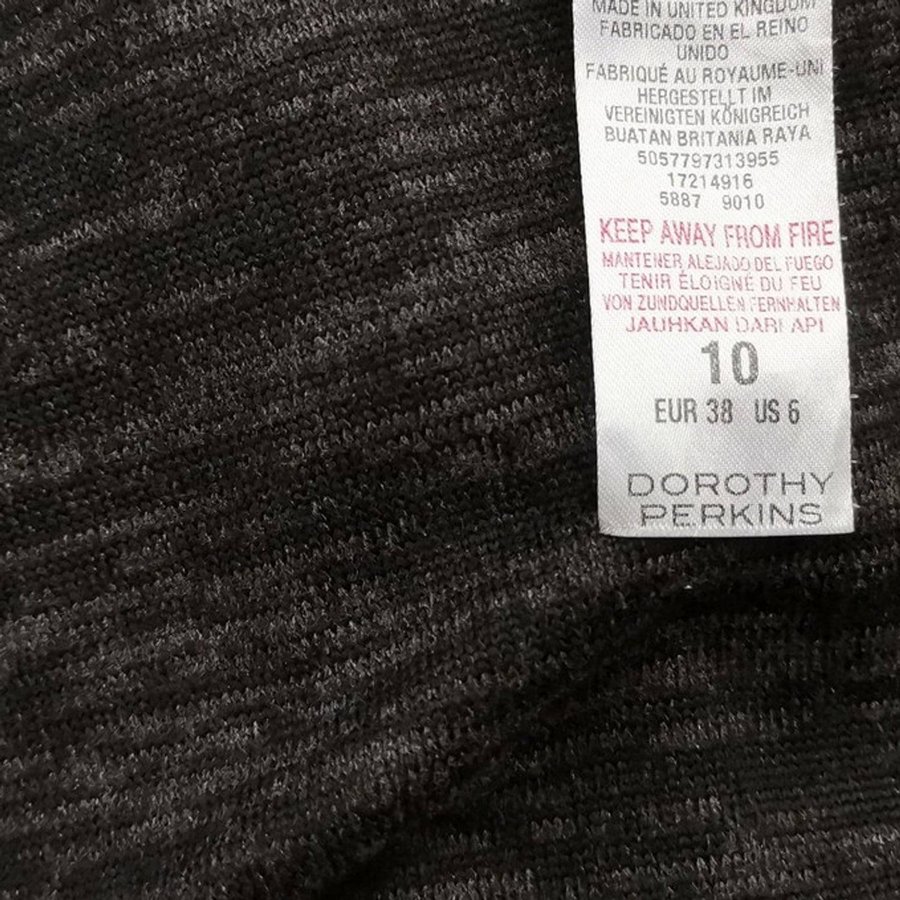 MADE IN UNITED KINGDOM
FABRICADO EN EL REINO
UNIDO
FABRIQUÉ AU ROYAUME-UNI
HERGESTELLT IM
VEREINIGTEN KÖNIGREICH
BUATAN BRITANIA RAYA
5057797313955
17214916
5887 9010
KEEP AWAY FROM FIRE
MANTENER ALEJADO DEL FUEGO
TENIR ÉLOIGNÉ DU FEU
VON ZUNDQUELLEN FERNHALTEN
JAUHKAN DARI API
10
EUR 38 US 6
DOROTHY
PERKINS